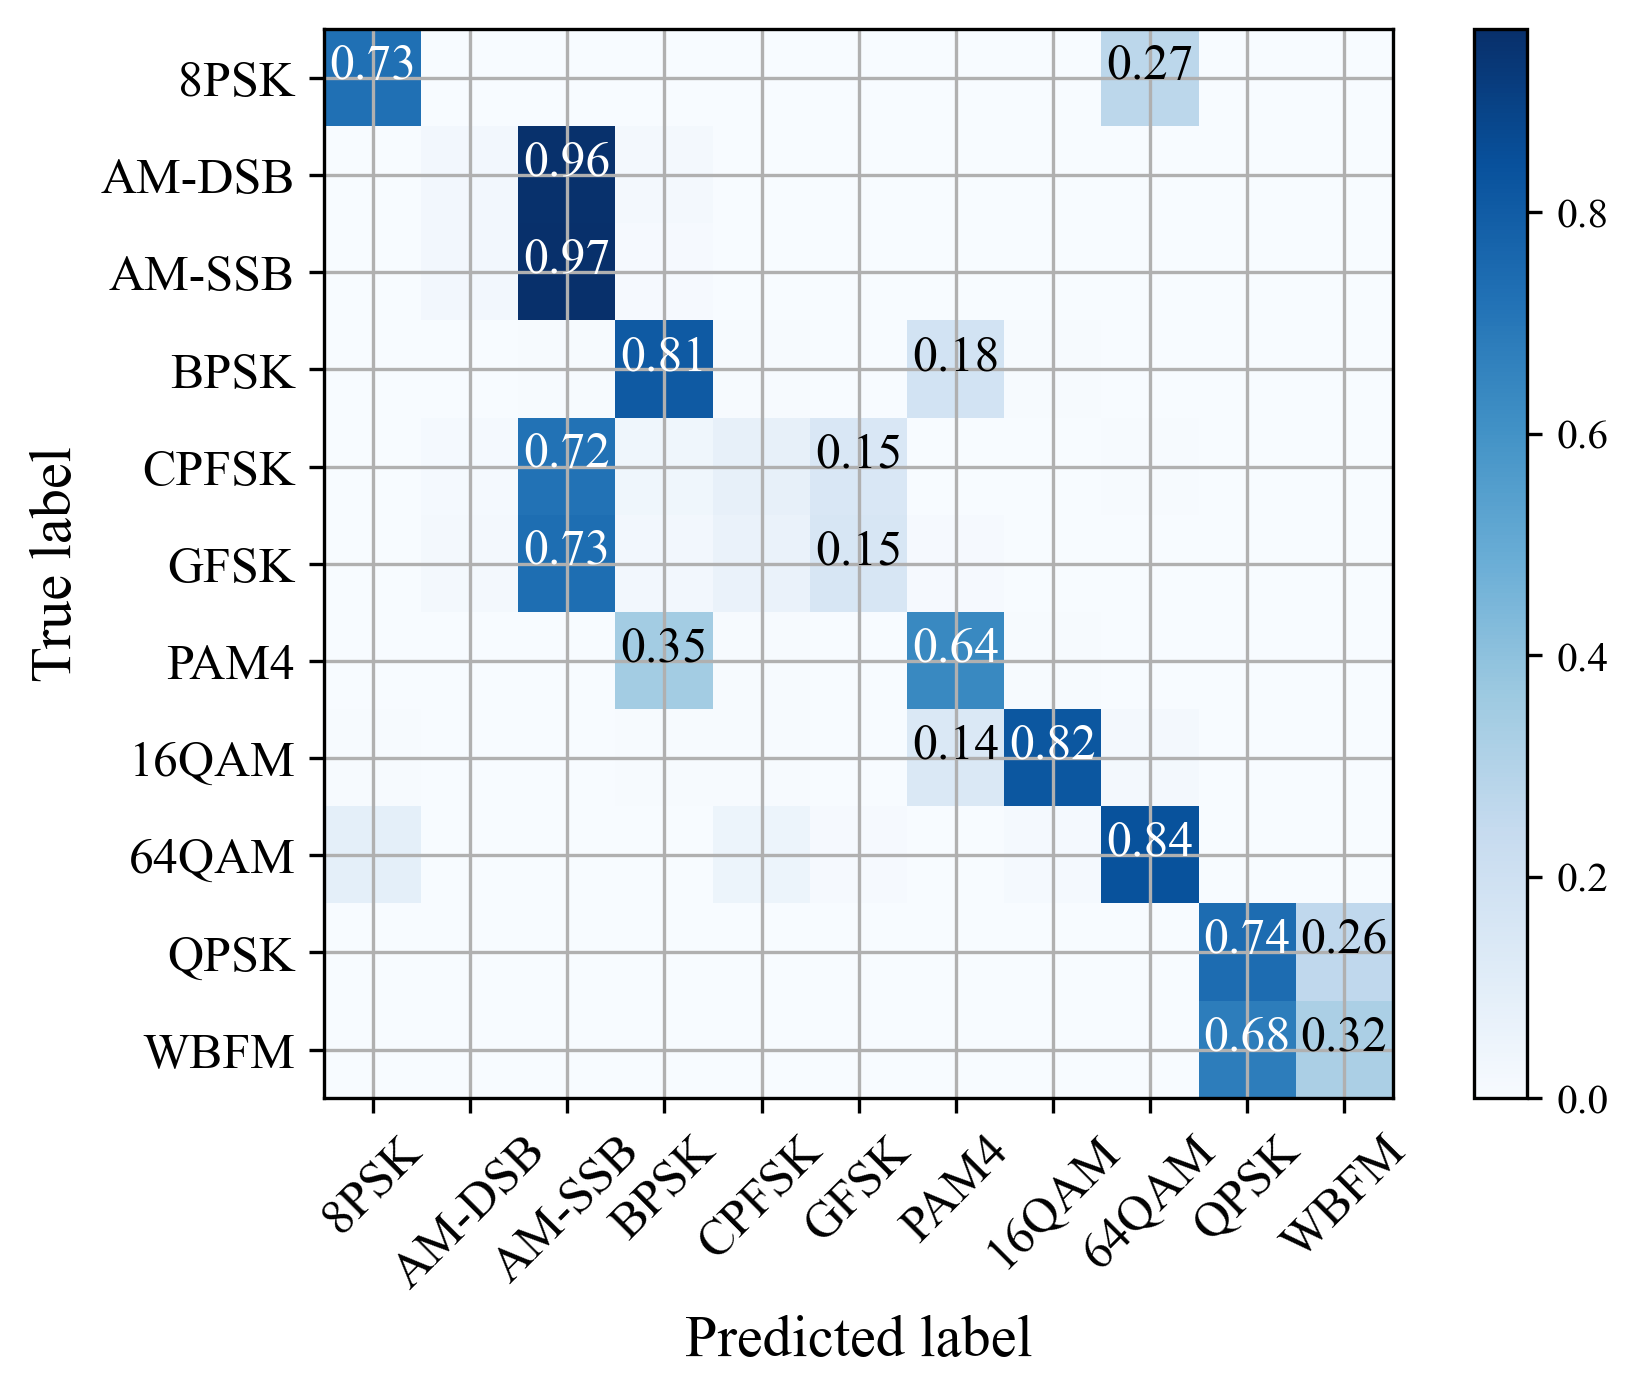 8PSK 0.73 0.27
AM-DSB 0.96
AM-SSB 0.97
BPSK 0.81 0.18
CPFSK 0.72 0.15
GFSK 0.73 0.15
PAM4 0.35 0.64
16QAM 0.14 0.82
64QAM 0.84
QPSK 0.74 0.26
WBFM 0.68 0.32
True label
8PSK AM-DSB AM-SSB BPSK CPFSK GFSK PAM4 16QAM 64QAM QPSK WBFM
Predicted label
0.8
0.6
0.4
0.2
0.0